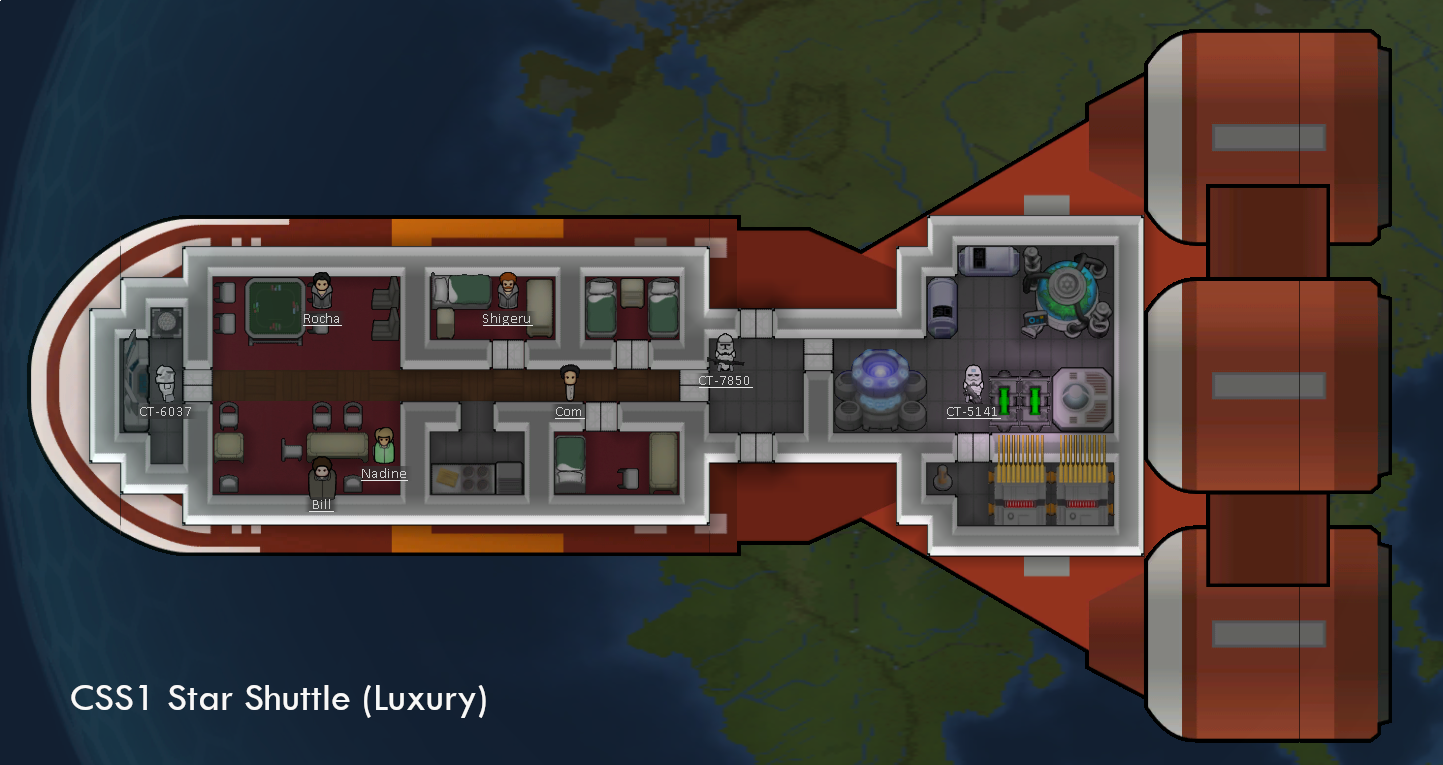 Rocha
Shigeru
CT-7850
CT-6037
Com
CT-5141
Nadine
Bill
CSS1 Star Shuttle (Luxury)